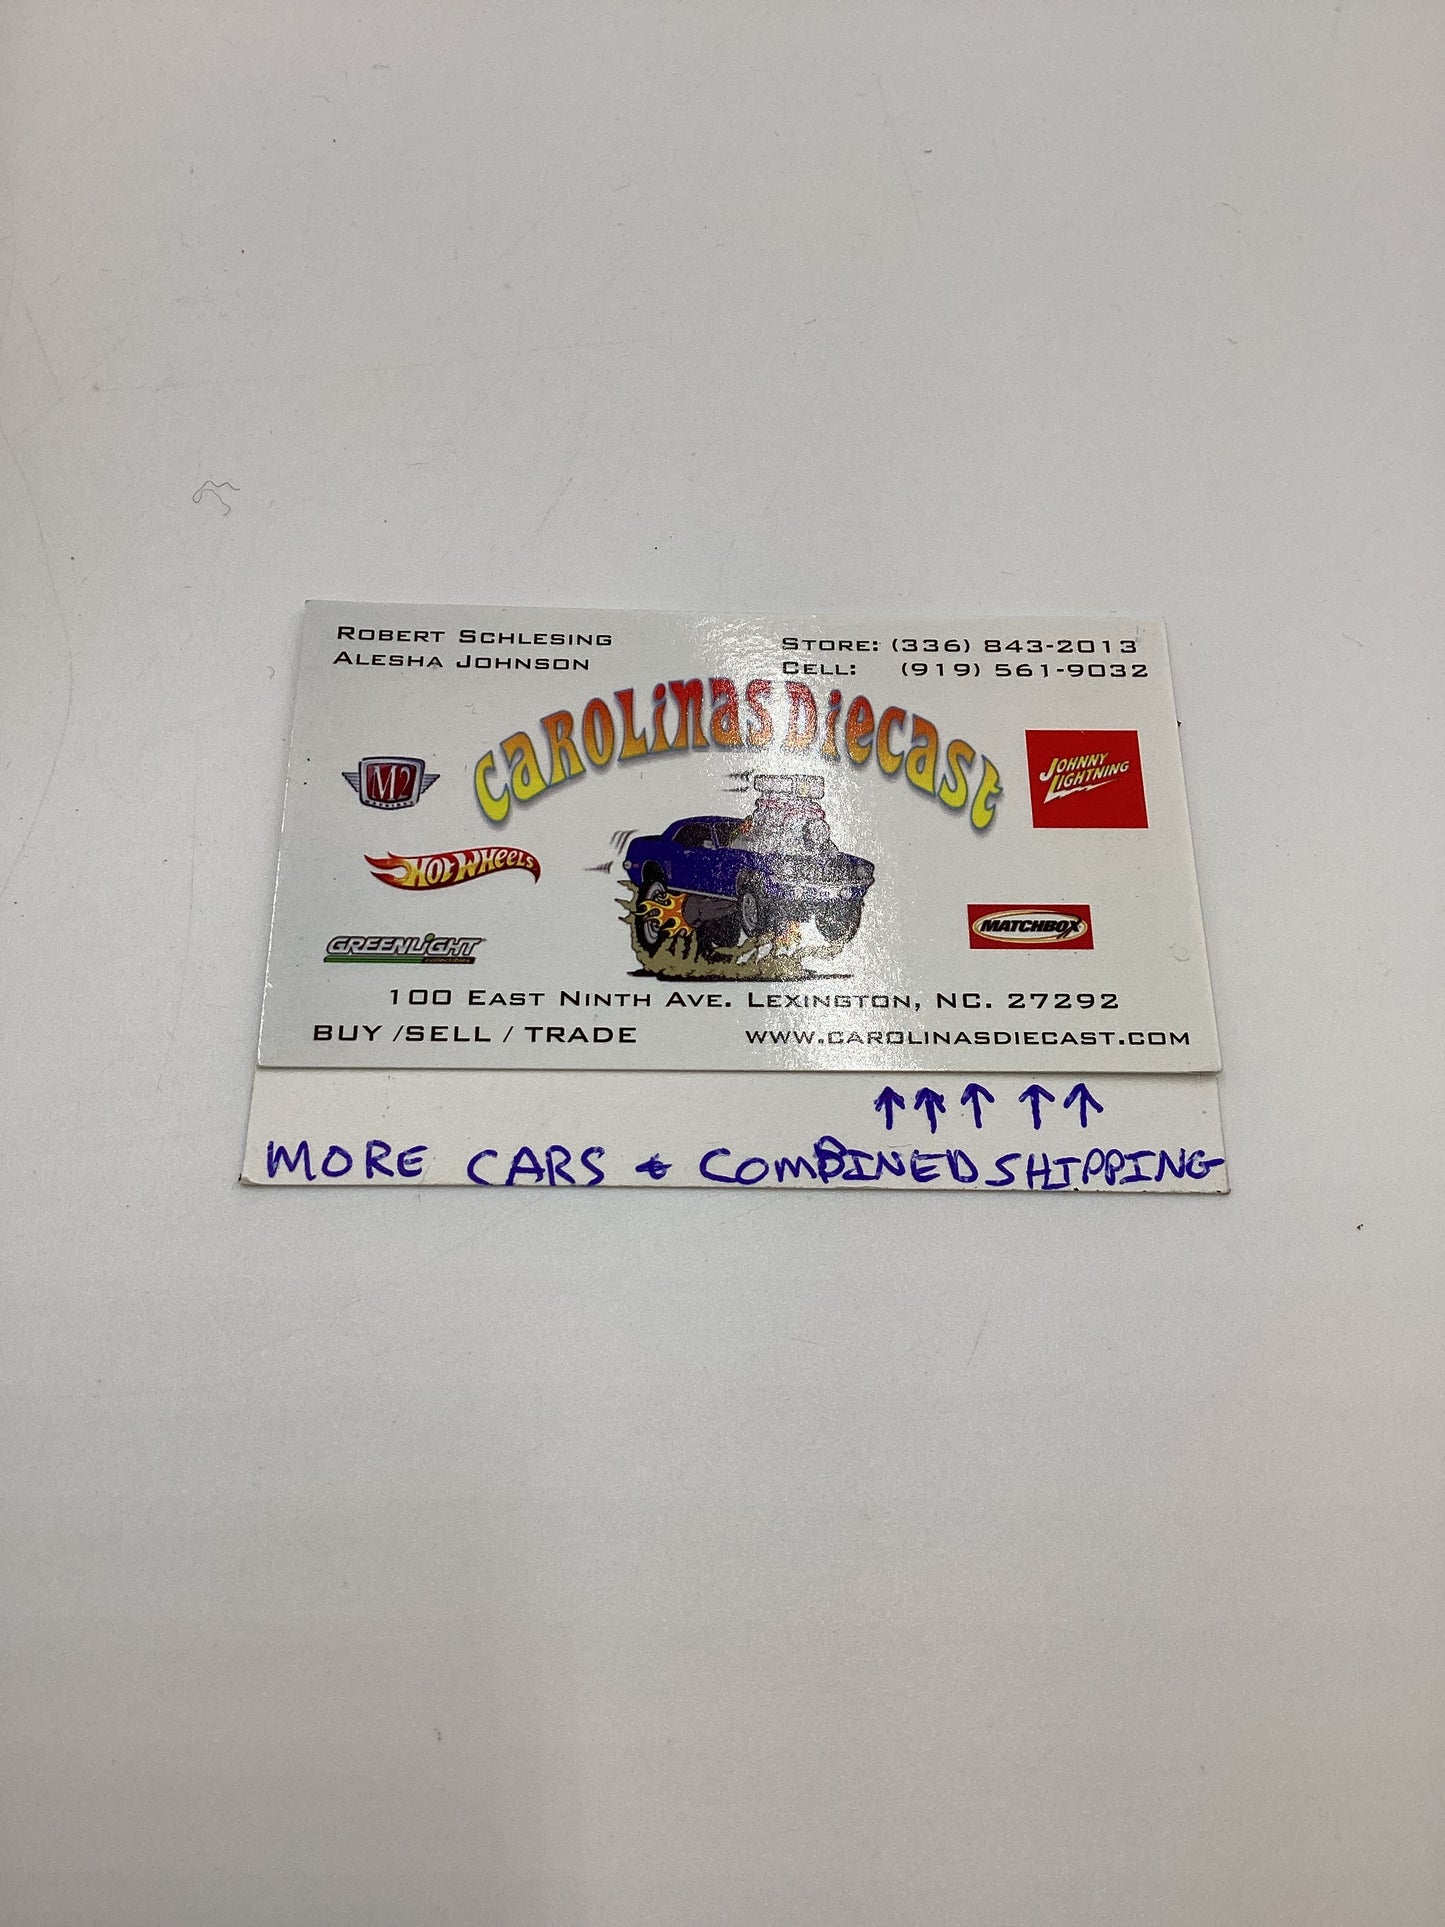 Robert Schlesing
Alesha Johnson
Store: (336) 843-2013
Cell: (919) 561-9032
CAROLiNAS DiECAST
M2
MACHINES
JOHNNY LIGHTNING
HOT WHEELS
MATCHBOX
GREENLIGHT
COLLECTIBLES
100 East Ninth Ave. Lexington, NC. 27292
BUY /SELL / TRADE
WWW.CAROLINASDIECAST.COM
↑↑↑ ↑↑
MORE CARS & COMBINED SHIPPING